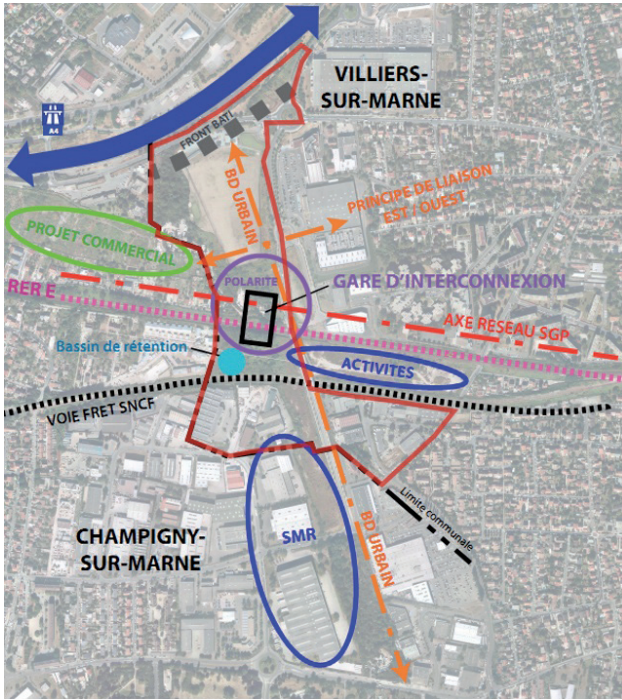 VILLIERS-
SUR-MARNE
A4
FRONT BATI
BD URBAIN
PRINCIPE DE LIAISON
EST / OUEST
PROJET COMMERCIAL
POLARITE
GARE D'INTERCONNEXION
RER E
AXE RESEAU SGP
Bassin de rétention
ACTIVITES
VOIE FRET SNCF
Limite communale
CHAMPIGNY-
SUR-MARNE
SMR
BD URBAIN